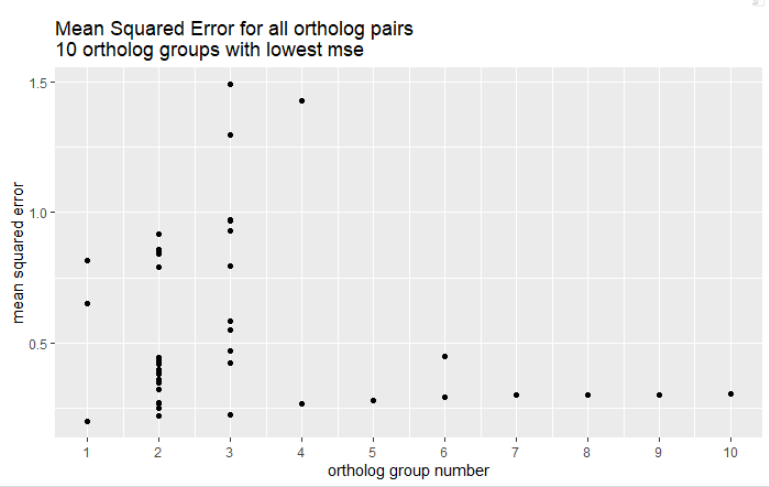 Mean Squared Error for all ortholog pairs
10 ortholog groups with lowest mse
1.5
1.0
0.5
mean squared error
1 2 3 4 5 6 7 8 9 10
ortholog group number